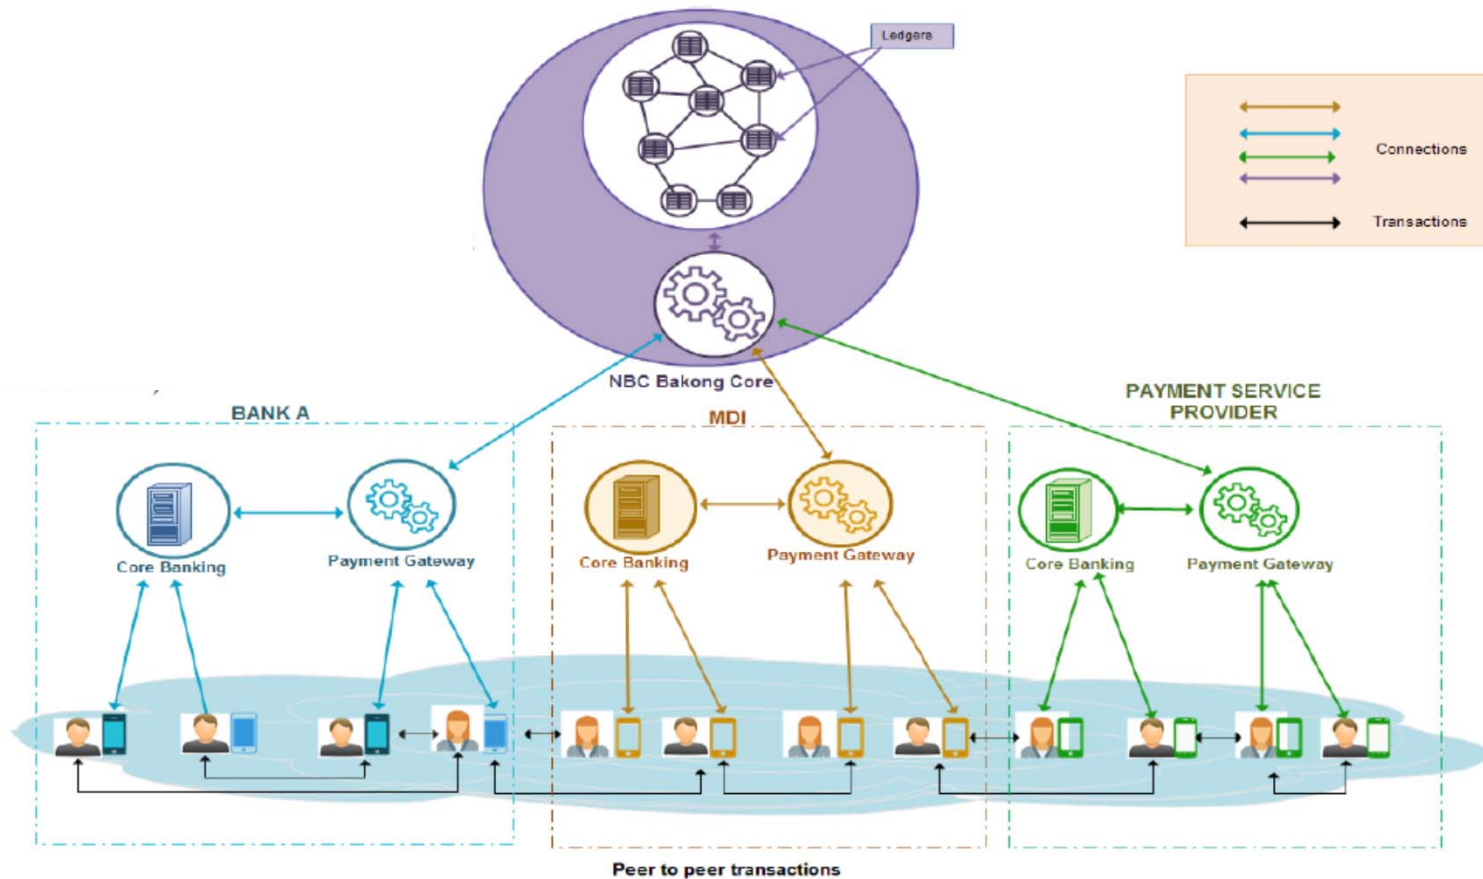 Ledgers
Connections
Transactions
NBC Bakong Core
BANK A
MDI
PAYMENT SERVICE
PROVIDER
Core Banking
Payment Gateway
Core Banking
Payment Gateway
Core Banking
Payment Gateway
Peer to peer transactions